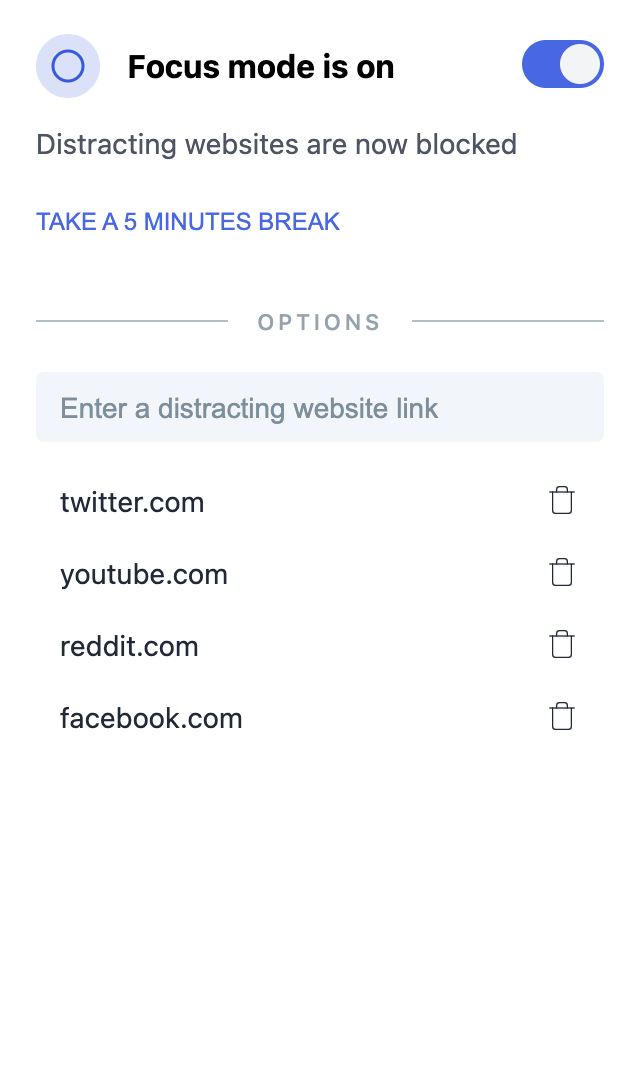 Focus mode is on
Distracting websites are now blocked
TAKE A 5 MINUTES BREAK
OPTIONS
Enter a distracting website link
twitter.com
youtube.com
reddit.com
facebook.com